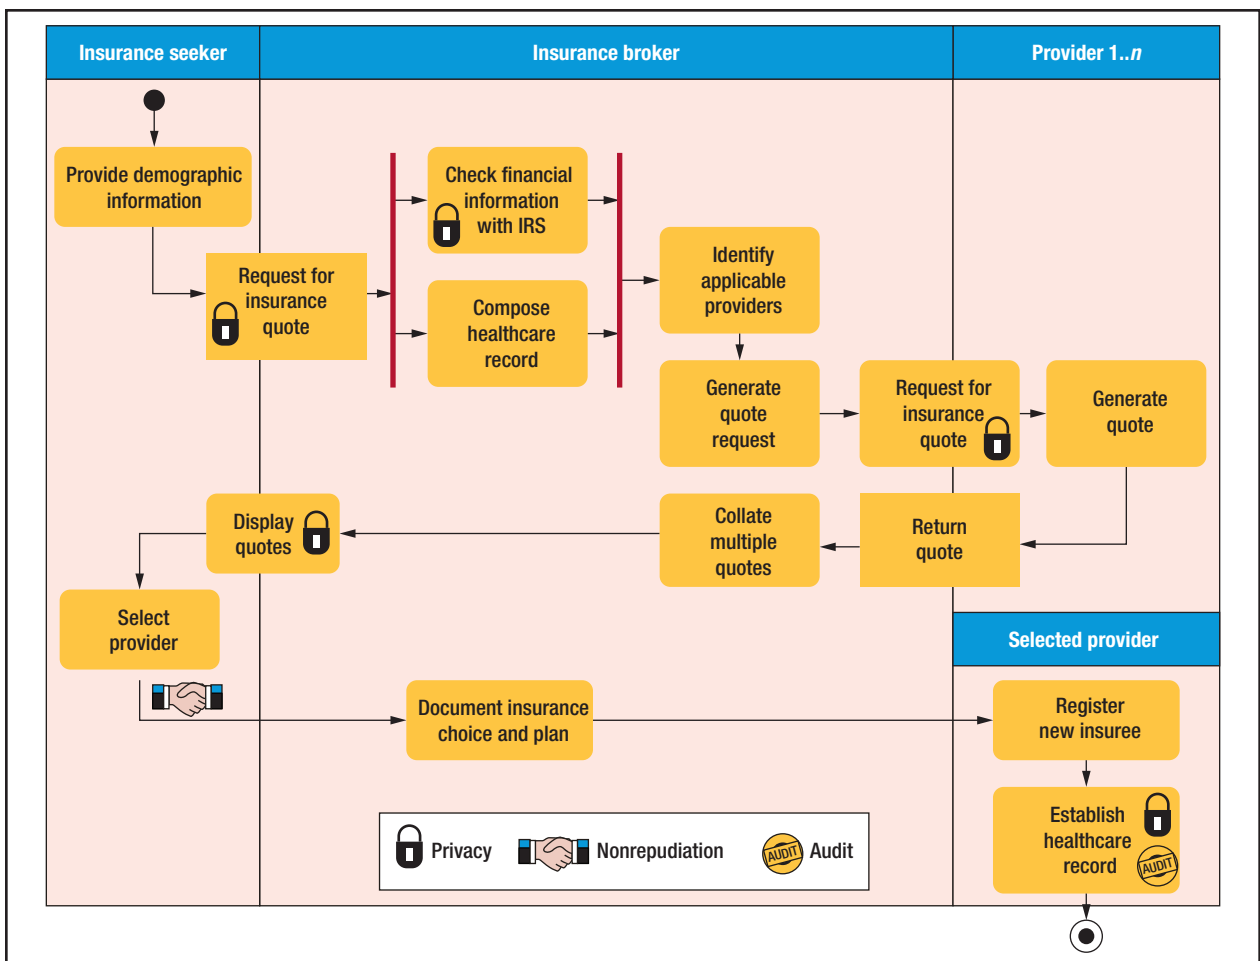 Insurance seeker
Insurance broker
Provider 1..n
Provide demographic
information
Request for
insurance
quote
Check financial
information
with IRS
Compose
healthcare
record
Identify
applicable
providers
Generate
quote
request
Request for
insurance
quote
Generate
quote
Return
quote
Collate
multiple
quotes
Display
quotes
Select
provider
Selected provider
Document insurance
choice and plan
Register
new insuree
Establish
healthcare
record
AUDIT
Privacy
Nonrepudiation
AUDIT
Audit